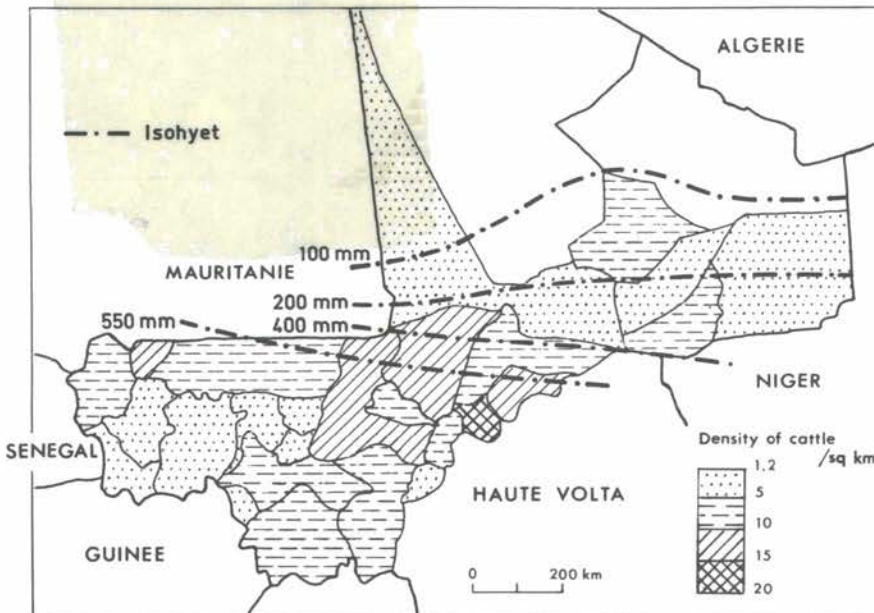 ALGERIE
Isohyet
100 mm
MAURITANIE
200 mm
550 mm
400 mm
NIGER
SENEGAL
Density of cattle
/sq km
1,2
5
10
15
20
HAUTE VOLTA
GUINEE
0 200 km